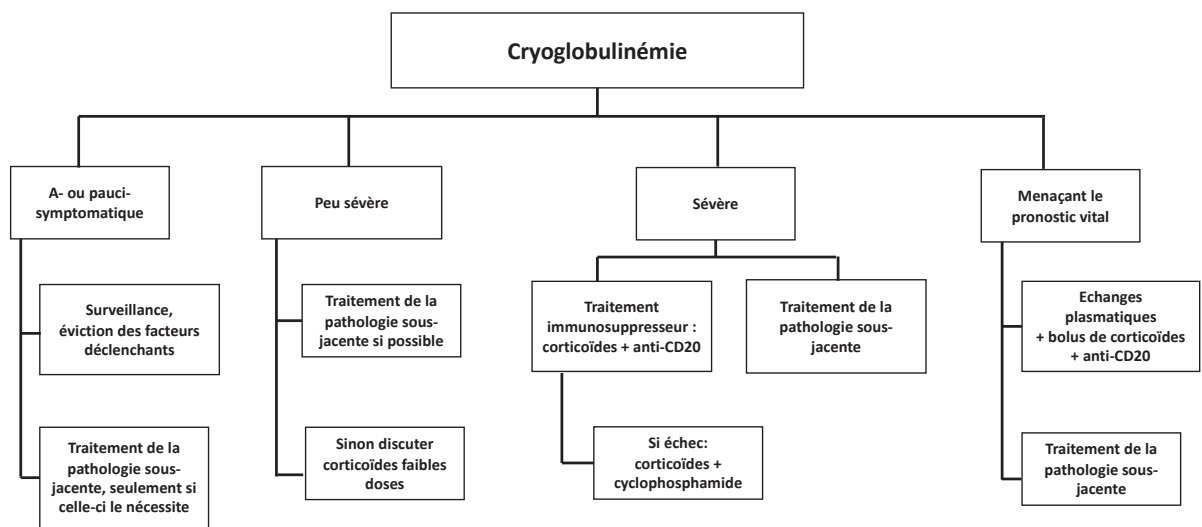 Cryoglobulinémie
A- ou pauci-
symptomatique
Peu sévère
Sévère
Menaçant le
pronostic vital
Surveillance,
éviction des facteurs
déclenchants
Traitement de la
pathologie sous-
jacente si possible
Traitement
immunosuppresseur :
corticoïdes + anti-CD20
Traitement de la
pathologie sous-
jacente
Echanges
plasmatiques
+ bolus de corticoïdes
+ anti-CD20
Traitement de la
pathologie sous-
jacente, seulement si
celle-ci le nécessite
Sinon discuter
corticoïdes faibles
doses
Si échec:
corticoïdes +
cyclophosphamide
Traitement de la
pathologie sous-
jacente